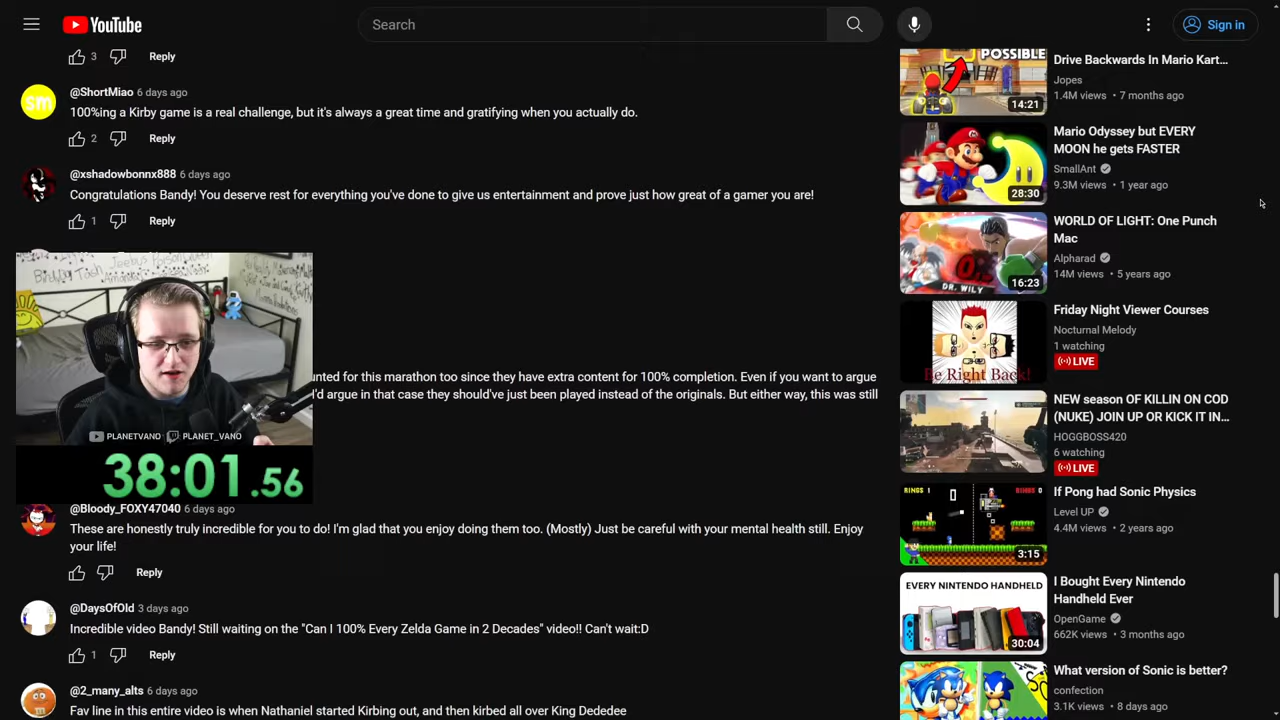 YouTube
Search
Sign in
3
Reply
@ShortMiao 6 days ago
sm
100%ing a Kirby game is a real challenge, but it's always a great time and gratifying when you actually do.
2
Reply
@xshadowbonnx888 6 days ago
Congratulations Bandy! You deserve rest for everything you've done to give us entertainment and prove just how great of a gamer you are!
1
Reply
nted for this marathon too since they have extra content for 100% completion. Even if you want to argue
I'd argue in that case they should've just been played instead of the originals. But either way, this was still
PLANETVANO PLANET_VANO
38:01.56
@Bloody_FOXY47040 6 days ago
These are honestly truly incredible for you to do! I'm glad that you enjoy doing them too. (Mostly) Just be careful with your mental health still. Enjoy
your life!
Reply
@DaysOfOld 3 days ago
Incredible video Bandy! Still waiting on the "Can I 100% Every Zelda Game in 2 Decades" video!! Can't wait:D
1
Reply
@2_many_alts 6 days ago
Fav line in this entire video is when Nathaniel started Kirbing out, and then kirbed all over King Dededee
POSSIBLE
14:21
Drive Backwards In Mario Kart...
Jopes
1.4M views • 7 months ago
28:30
Mario Odyssey but EVERY
MOON he gets FASTER
SmallAnt
9.3M views • 1 year ago
DR. WILY
16:23
WORLD OF LIGHT: One Punch
Mac
Alpharad
14M views • 5 years ago
Be Right Back!
Friday Night Viewer Courses
Nocturnal Melody
1 watching
LIVE
NEW season OF KILLIN ON COD
(NUKE) JOIN UP OR KICK IT IN...
HOGGBOSS420
6 watching
LIVE
RINGS 1
RINGS 0
3:15
If Pong had Sonic Physics
Level UP
4.4M views • 2 years ago
EVERY NINTENDO HANDHELD
30:04
I Bought Every Nintendo
Handheld Ever
OpenGame
662K views • 3 months ago
What version of Sonic is better?
confection
3.1K views • 8 days ago